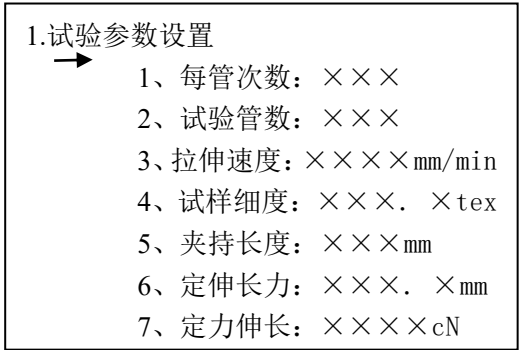 1.试验参数设置
1、每管次数：×××
2、试验管数：×××
3、拉伸速度：××××mm/min
4、试样细度：×××．×tex
5、夹持长度：×××mm
6、定伸长力：×××．×mm
7、定力伸长：××××cN